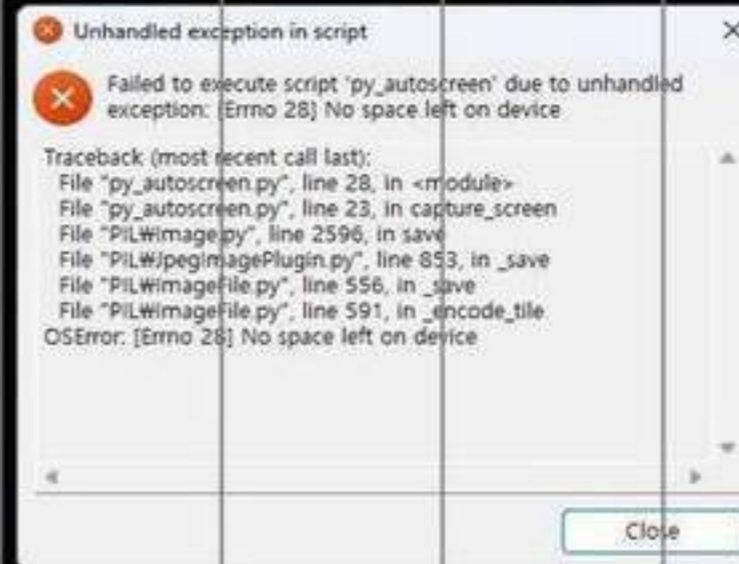 Unhandled exception in script
Failed to execute script 'py_autoscreen' due to unhandled
exception: [Errno 28] No space left on device
Traceback (most recent call last):
File "py_autoscreen.py", line 28, in <module>
File "py_autoscreen.py", line 23, in capture_screen
File "PIL₩Image.py", line 2596, in save
File "PIL₩JpegImagePlugin.py", line 853, in _save
File "PIL₩ImageFile.py", line 556, in _save
File "PIL₩ImageFile.py", line 591, in _encode_tile
OSError: [Errno 28] No space left on device
Close